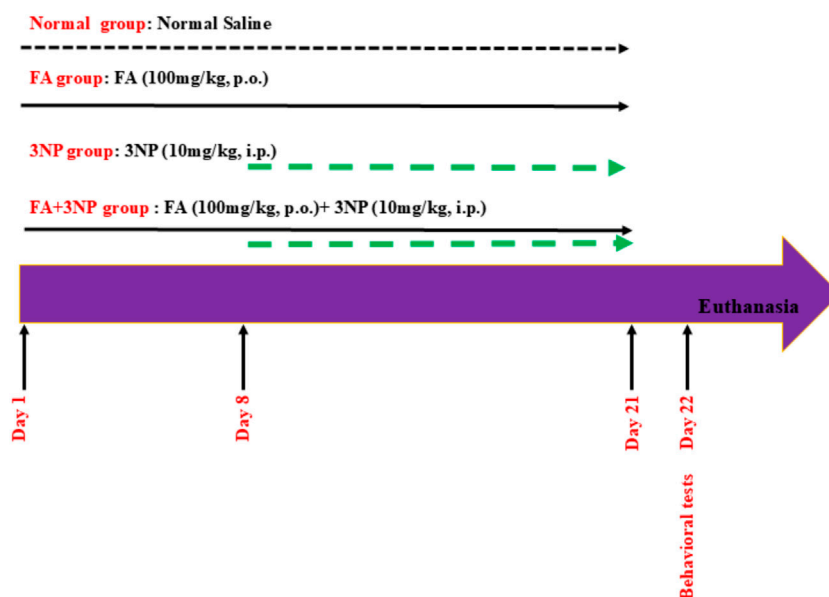 Normal group: Normal Saline
FA group: FA (100mg/kg, p.o.)
3NP group: 3NP (10mg/kg, i.p.)
FA+3NP group : FA (100mg/kg, p.o.)+ 3NP (10mg/kg, i.p.)
Euthanasia
Day 1
Day 8
Day 21
Behavioral tests Day 22